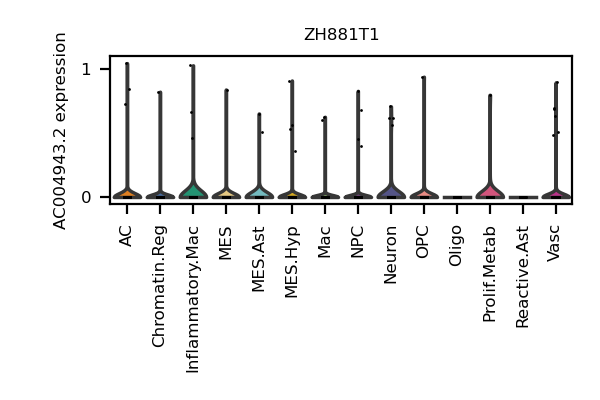 ZH881T1
AC004943.2 expression
1
0
AC
Chromatin.Reg
Inflammatory.Mac
MES
MES.Ast
MES.Hyp
Mac
NPC
Neuron
OPC
Oligo
Prolif.Metab
Reactive.Ast
Vasc